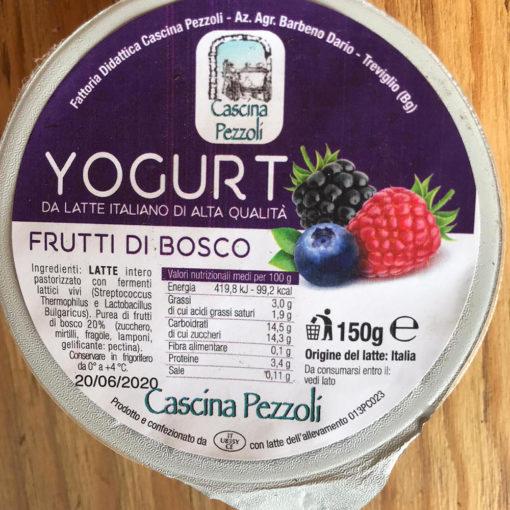 Fattoria Didattica Cascina Pezzoli - Az. Agr. Barbeno Dario - Treviglio (Bg)
Cascina
Pezzoli
YOGURT
DA LATTE ITALIANO DI ALTA QUALITÀ
FRUTTI DI BOSCO
Ingredienti: LATTE intero
pastorizzato con fermenti
lattici vivi (Streptococcus
Thermophilus e Lactobacillus
Bulgaricus). Purea di frutti
di bosco 20% (zucchero,
mirtilli, fragole, lamponi,
gelificante: pectina).
Conservare in frigorifero
da 0° a +4 °C.
20/06/2020
Valori nutrizionali medi per 100 g
Energia 419,8 kJ - 99,2 kcal
Grassi 3,0 g
di cui acidi grassi saturi 1,9 g
Carboidrati 14,5 g
di cui zuccheri 14,3 g
Fibra alimentare 0,1 g
Proteine 3,4 g
Sale 0,11 g
150g e
Origine del latte: Italia
Da consumarsi entro il:
vedi lato
Cascina Pezzoli
Prodotto e confezionato da IT
CE con latte dell'allevamento 013PC023